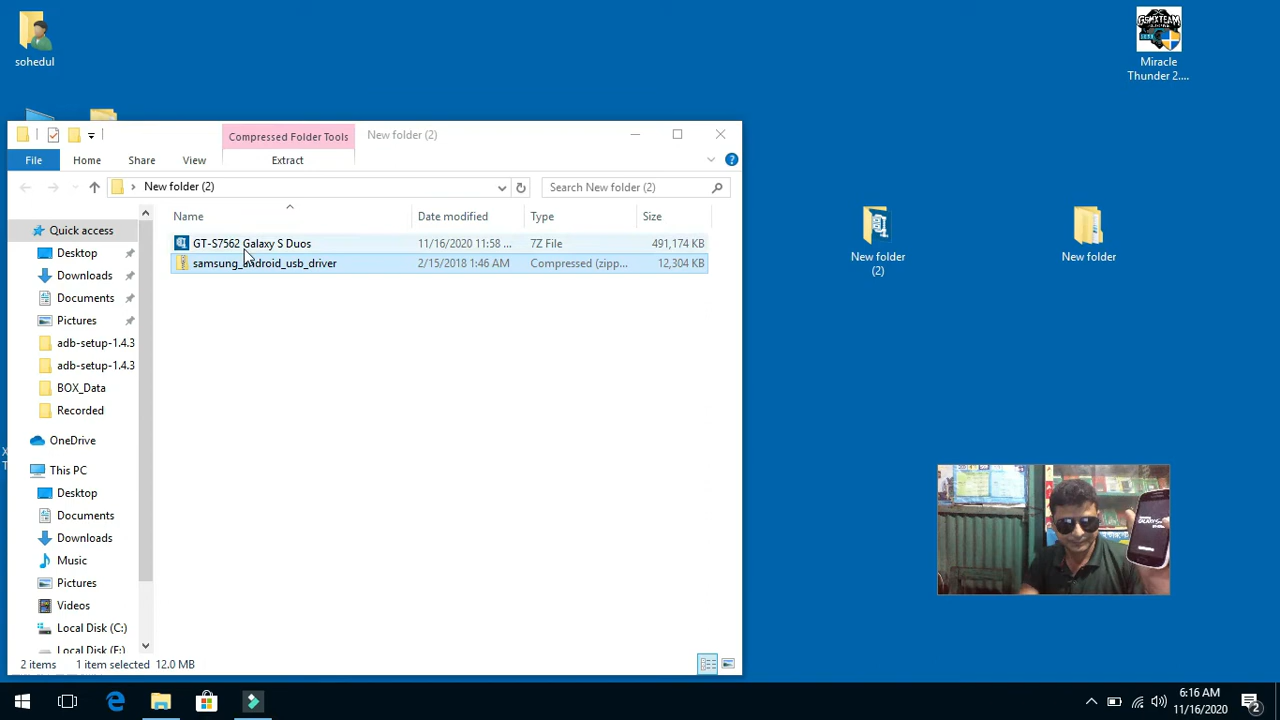 sohedul
GSMXTEAM
Miracle
Thunder 2....
Compressed Folder Tools
New folder (2)
File
Home
Share
View
Extract
New folder (2)
Search New folder (2)
Name
Date modified
Type
Size
Quick access
GT-S7562 Galaxy S Duos
11/16/2020 11:58 ...
7Z File
491,174 KB
samsung_android_usb_driver
2/15/2018 1:46 AM
Compressed (zipp...
12,304 KB
Desktop
Downloads
Documents
Pictures
adb-setup-1.4.3
adb-setup-1.4.3
BOX_Data
Recorded
OneDrive
This PC
Desktop
Documents
Downloads
Music
Pictures
Videos
Local Disk (C:)
Local Disk (E:)
2 items
1 item selected 12.0 MB
New folder
(2)
New folder
SAMSUNG
GALAXY S
6:16 AM
11/16/2020
2